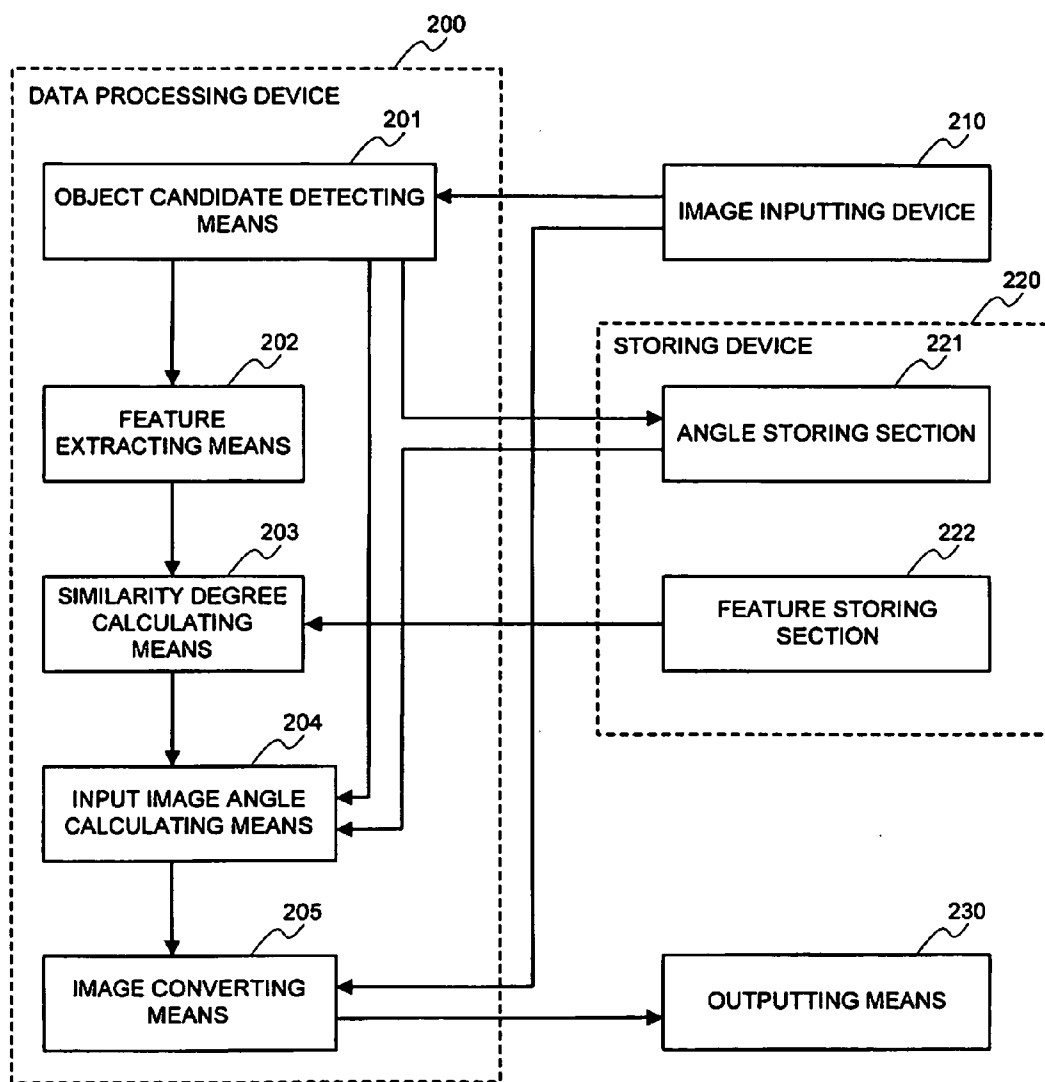 200
DATA PROCESSING DEVICE
201
OBJECT CANDIDATE DETECTING
MEANS
210
IMAGE INPUTTING DEVICE
220
STORING DEVICE
202
FEATURE
EXTRACTING MEANS
221
ANGLE STORING SECTION
203
SIMILARITY DEGREE
CALCULATING
MEANS
222
FEATURE STORING
SECTION
204
INPUT IMAGE ANGLE
CALCULATING MEANS
205
IMAGE CONVERTING
MEANS
230
OUTPUTTING MEANS